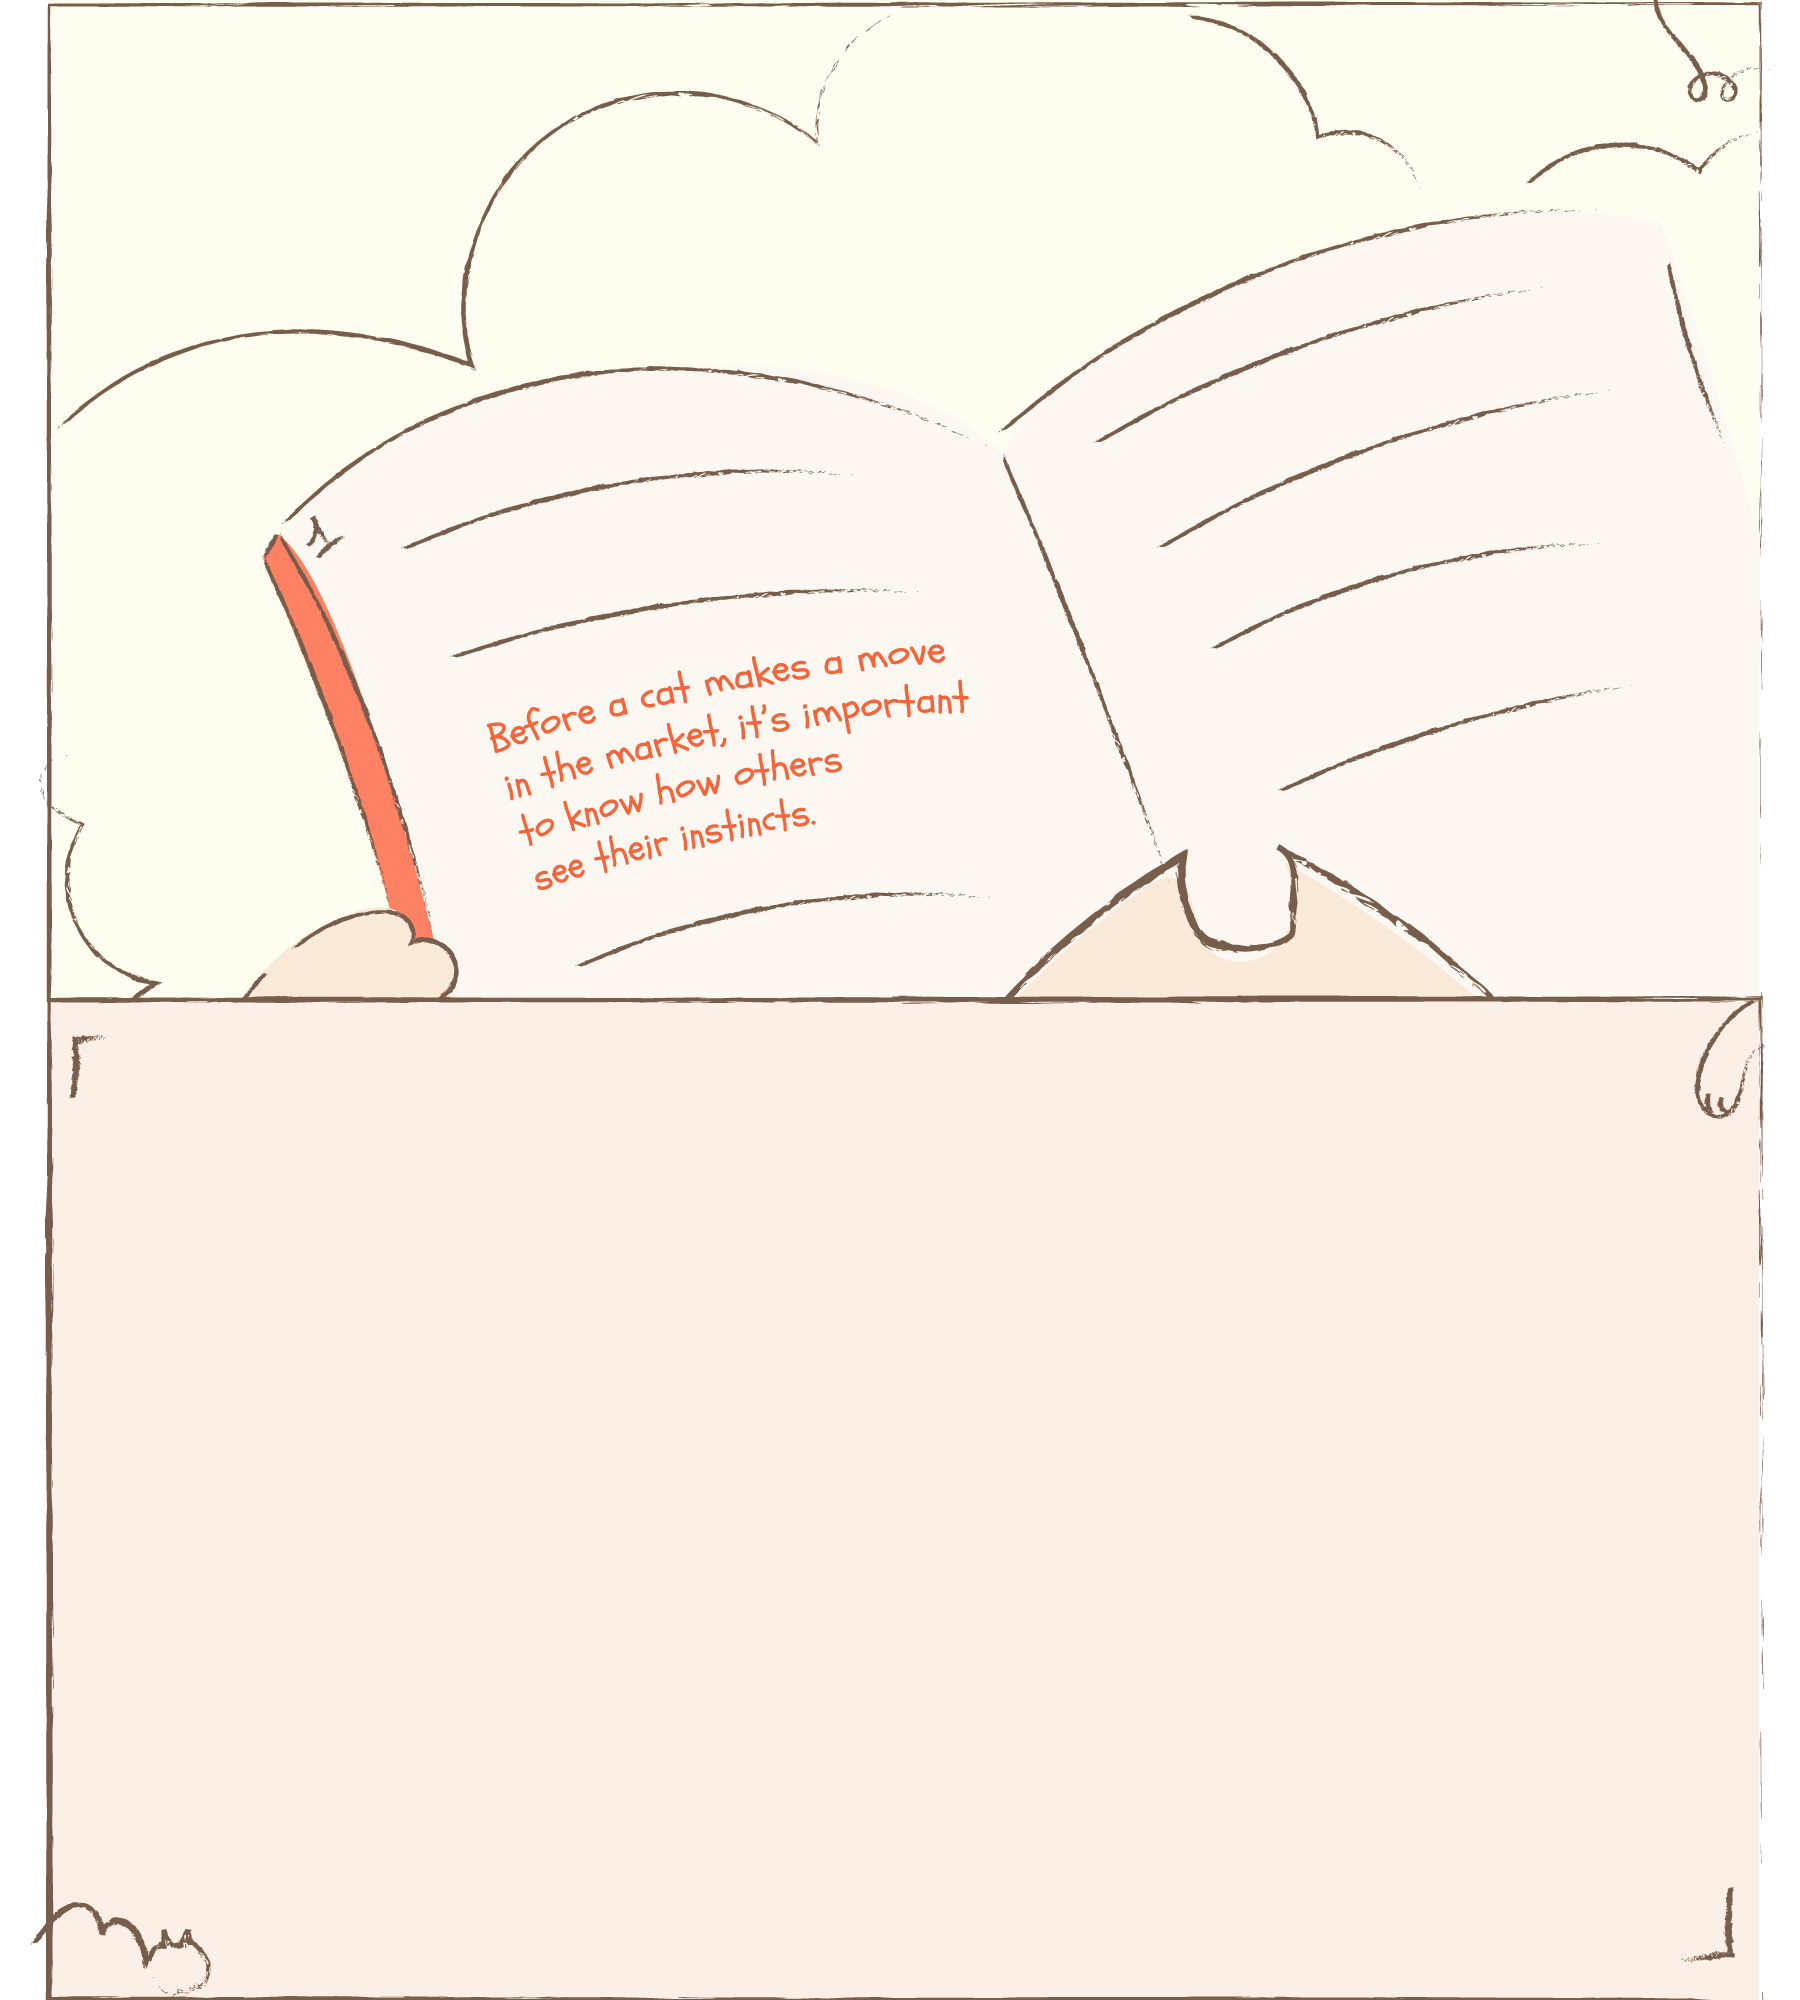 1
Before a cat makes a move
in the market, it's important
to know how others
see their instincts.